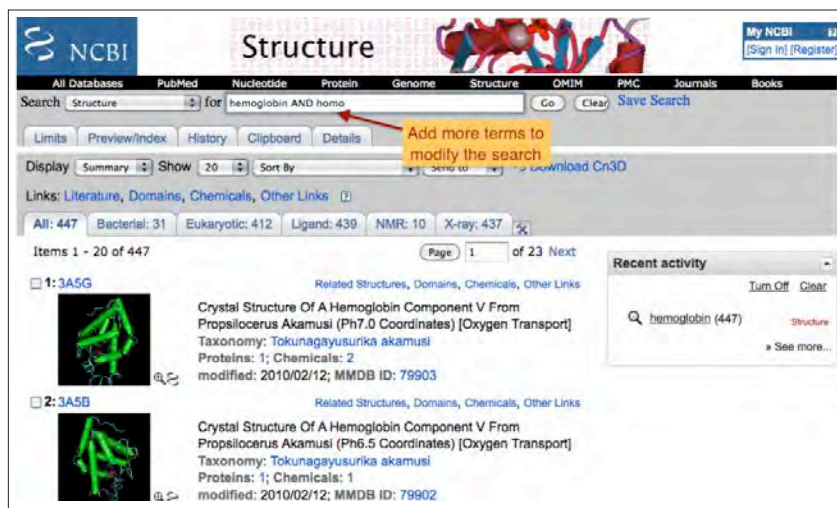 NCBI
Structure
My NCBI
[Sign In] [Register]
All Databases PubMed Nucleotide Protein Genome Structure OMIM PMC Journals Books
Search Structure for hemoglobin AND homo Go Clear Save Search
Add more terms to
modify the search
Limits Preview/Index History Clipboard Details
Display Summary Show 20 Sort By Send to Download Cn3D
Links: Literature, Domains, Chemicals, Other Links
All: 447 Bacterial: 31 Eukaryotic: 412 Ligand: 439 NMR: 10 X-ray: 437
Items 1 - 20 of 447 Page 1 of 23 Next
Recent activity
Turn Off Clear
hemoglobin (447) Structure
» See more...
1: 3A5G Related Structures, Domains, Chemicals, Other Links
Crystal Structure Of A Hemoglobin Component V From
Propsilocerus Akamusi (Ph7.0 Coordinates) [Oxygen Transport]
Taxonomy: Tokunagayusurika akamusi
Proteins: 1; Chemicals: 2
modified: 2010/02/12; MMDB ID: 79903
2: 3A5B Related Structures, Domains, Chemicals, Other Links
Crystal Structure Of A Hemoglobin Component V From
Propsilocerus Akamusi (Ph6.5 Coordinates) [Oxygen Transport]
Taxonomy: Tokunagayusurika akamusi
Proteins: 1; Chemicals: 1
modified: 2010/02/12; MMDB ID: 79902